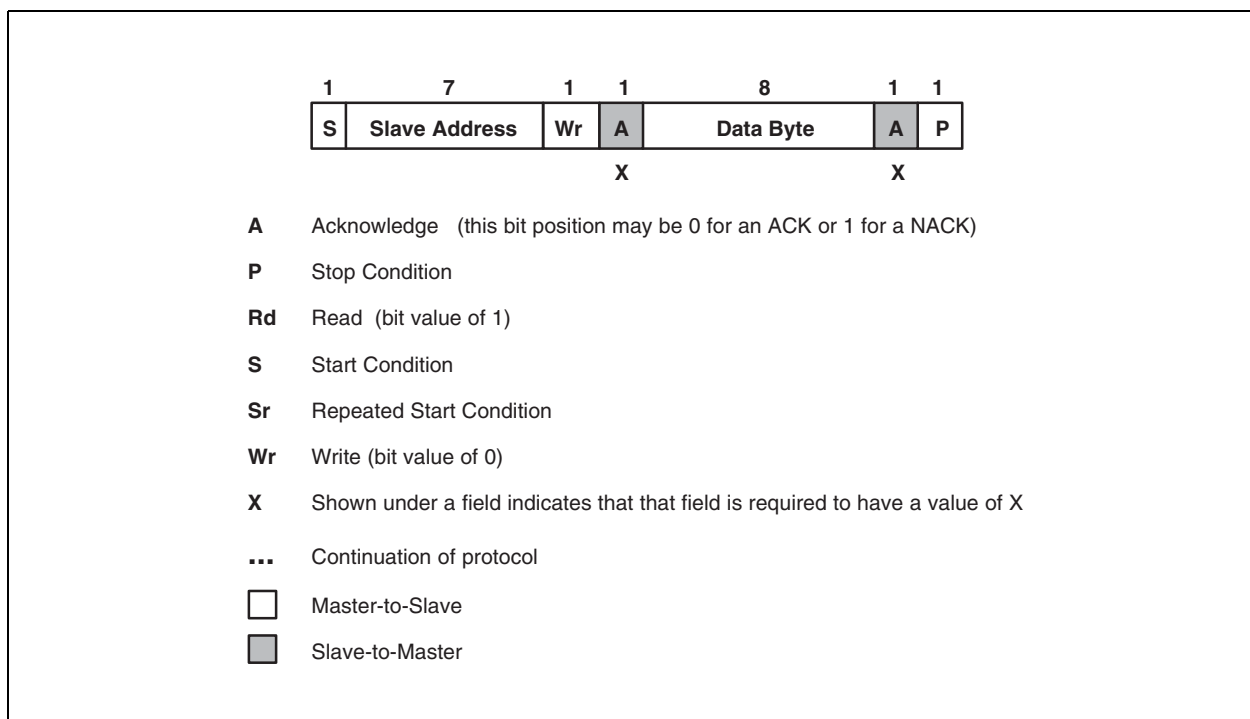 1 7 1 1 8 1 1
S Slave Address Wr A Data Byte A P
X X
A Acknowledge (this bit position may be 0 for an ACK or 1 for a NACK)
P Stop Condition
Rd Read (bit value of 1)
S Start Condition
Sr Repeated Start Condition
Wr Write (bit value of 0)
X Shown under a field indicates that that field is required to have a value of X
... Continuation of protocol
Master-to-Slave
Slave-to-Master